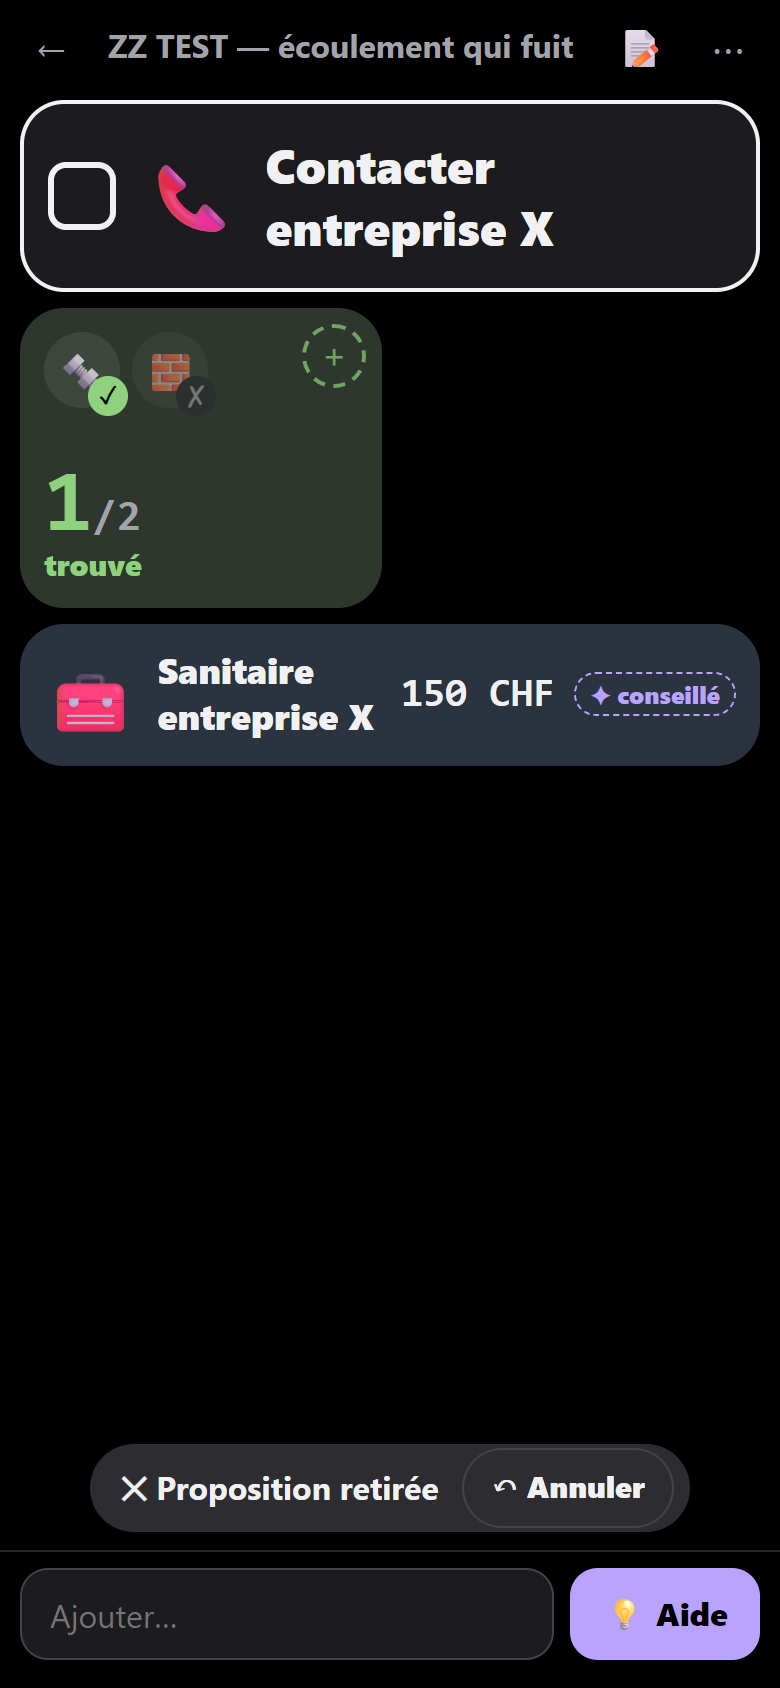 ← ZZ TEST — écoulement qui fuit 📝 …
Contacter
entreprise X
✓ ✗ +
1/2
trouvé
Sanitaire
entreprise X
150 CHF
✦ conseillé
✕ Proposition retirée
↶ Annuler
Ajouter...
💡 Aide